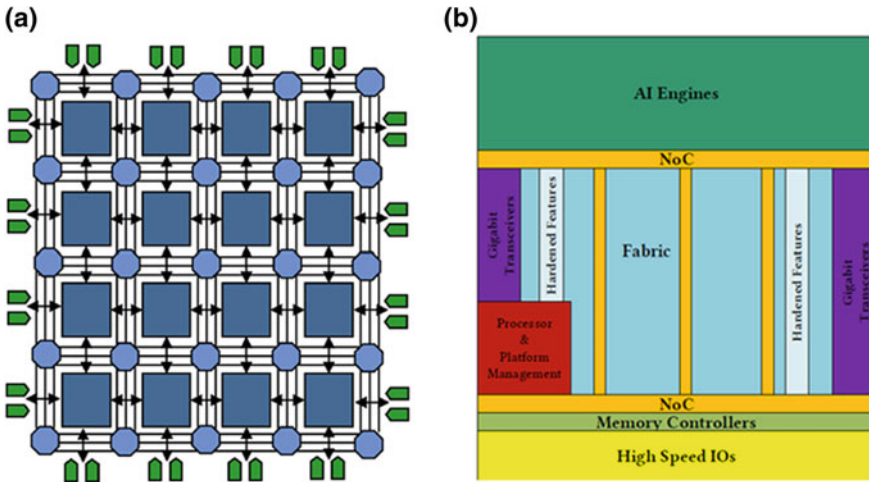 (a)
(b)
AI Engines
NoC
Gigabit
Transceivers
Hardened Features
Fabric
Hardened Features
Gigabit
Transceivers
Processor
&
Platform
Management
NoC
Memory Controllers
High Speed IOs